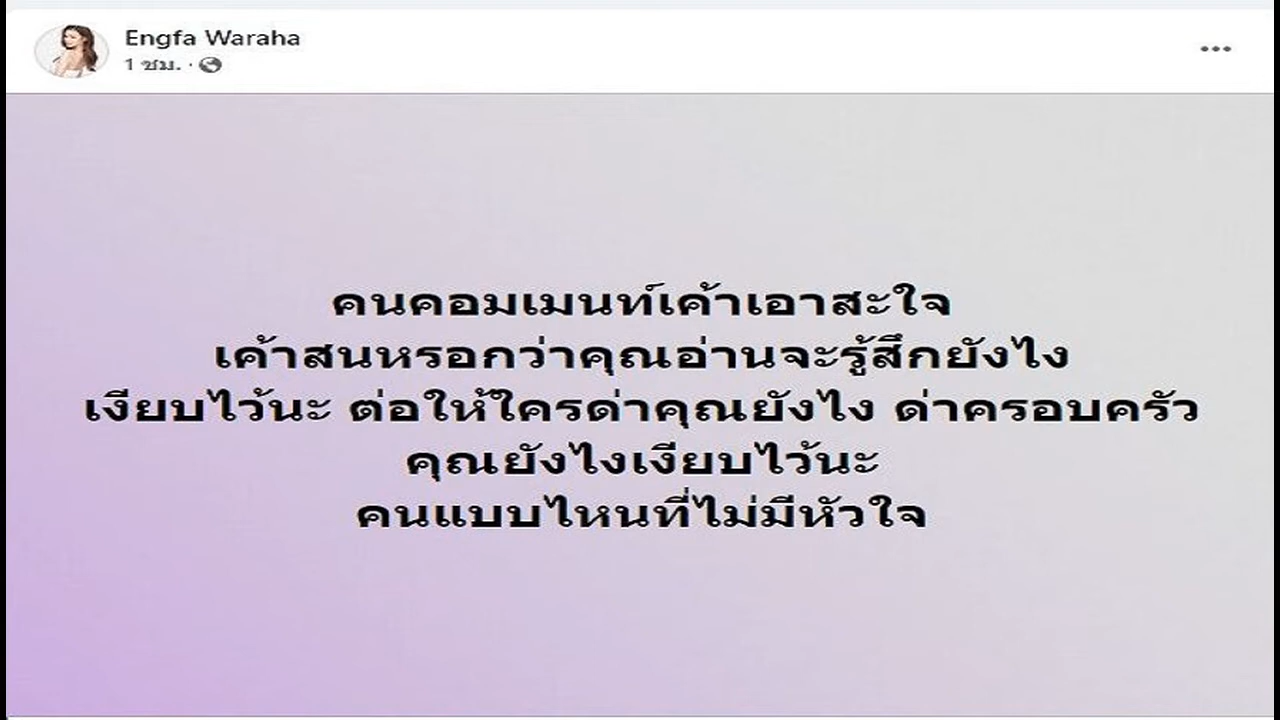 Engfa Waraha
1 ชม. ·
คนคอมเมนท์เค้าเอาสะใจ
เค้าสนหรอกว่าคุณอ่านจะรู้สึกยังไง
เงียบไว้นะ ต่อให้ใครด่าคุณยังไง ด่าครอบครัว
คุณยังไงเงียบไว้นะ
คนแบบไหนที่ไม่มีหัวใจ